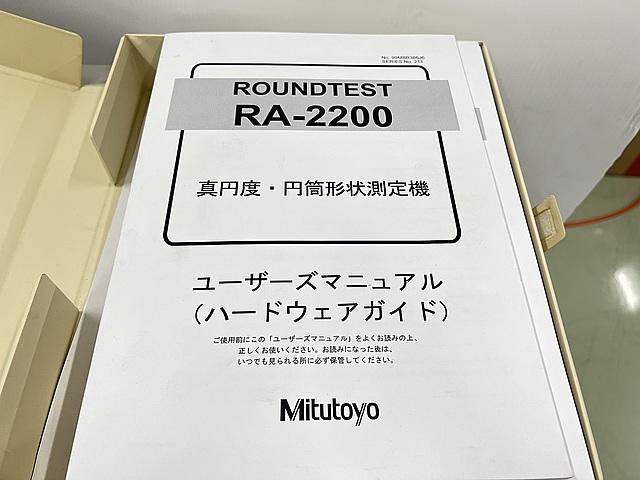 SERIES No. 211
ROUNDTEST
RA-2200
真円度・円筒形状測定機
ユーザーズマニュアル
(ハードウェアガイド)
ご使用前にこの「ユーザーズマニュアル」をよくお読みの上、
正しくお使いください。お読みになった後は、
いつでも見られる所に必ず保管してください。
Mitutoyo